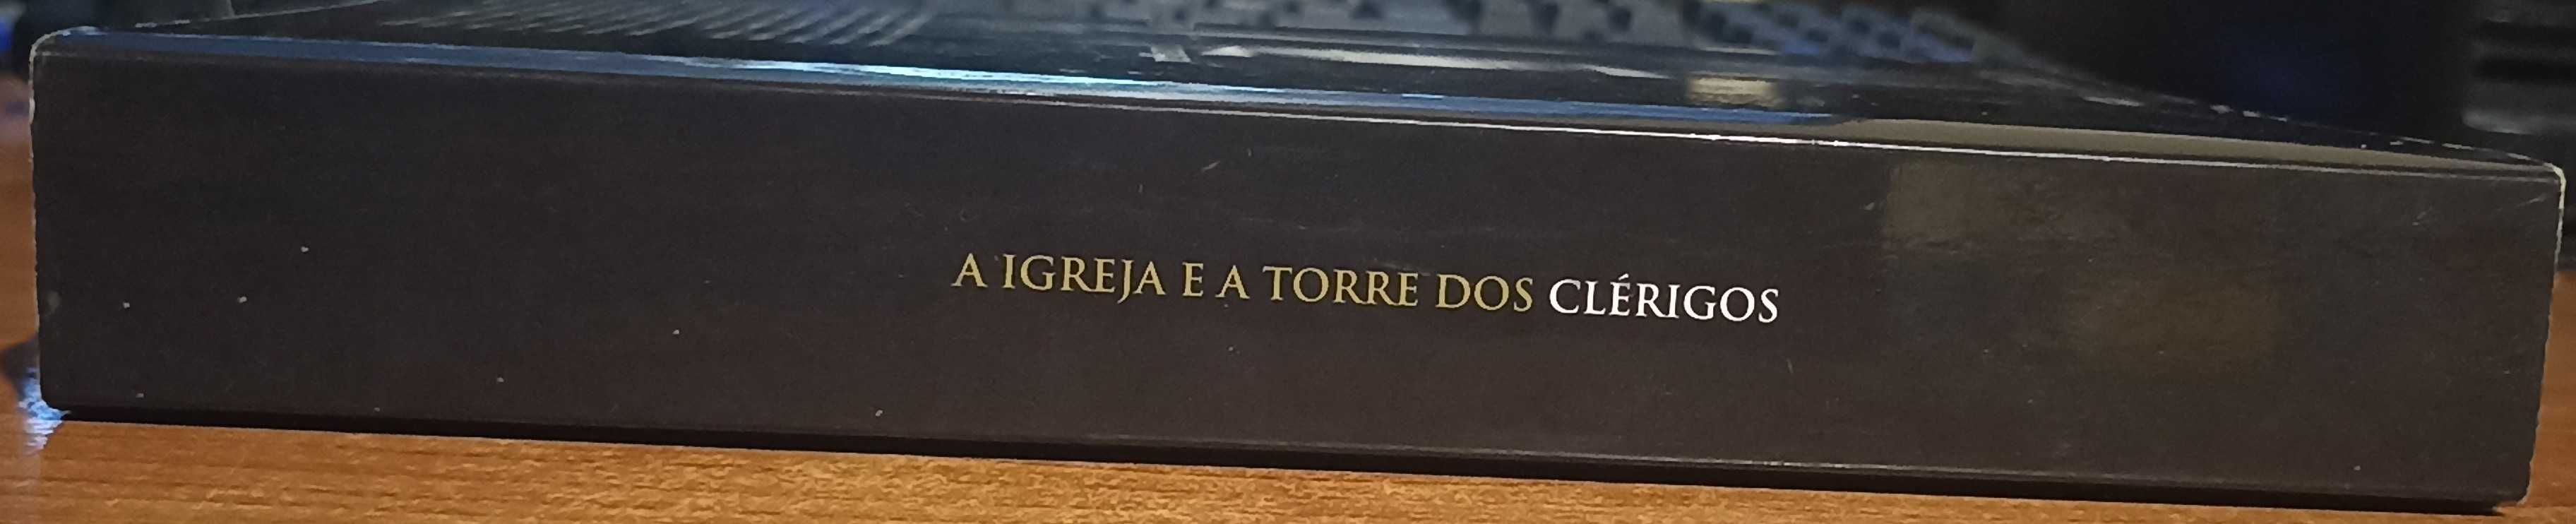 A IGREJA E A TORRE DOS CLÉRIGOS